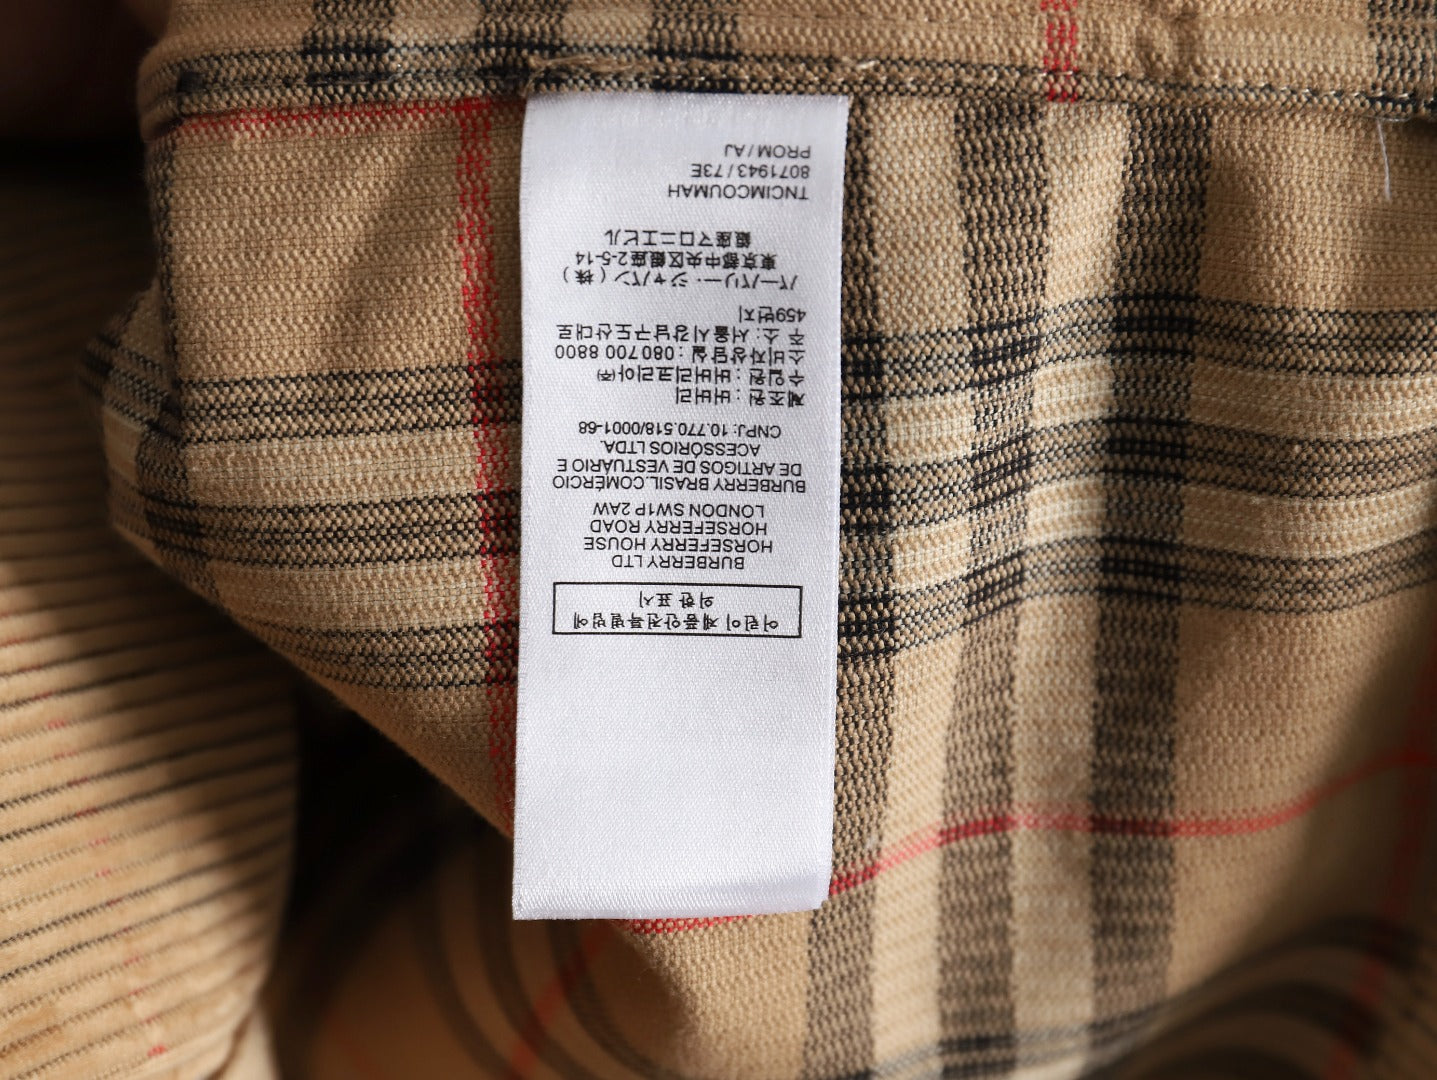 어린이제품안전특별법에
의한 표시
BURBERRY LTD
HORSEFERRY HOUSE
HORSEFERRY ROAD
LONDON SW1P 2AW
BURBERRY BRASIL.COMÉRCIO
DE ARTIGOS DE VESTUÁRIO E
ACESSÓRIOS LTDA.
CNPJ: 10.770.518/0001-68
제조원 : 버버리
수입원 : 버버리코리아㈜
소비자상담실 : 080 700 8800
주소 : 서울시강남구도산대로
459번지
バーバリー・ジャパン（株）
東京都中央区銀座2-5-14
銀座マロニエビル
TNCIMCOUMAH
8071943/73E
PROM/AJ